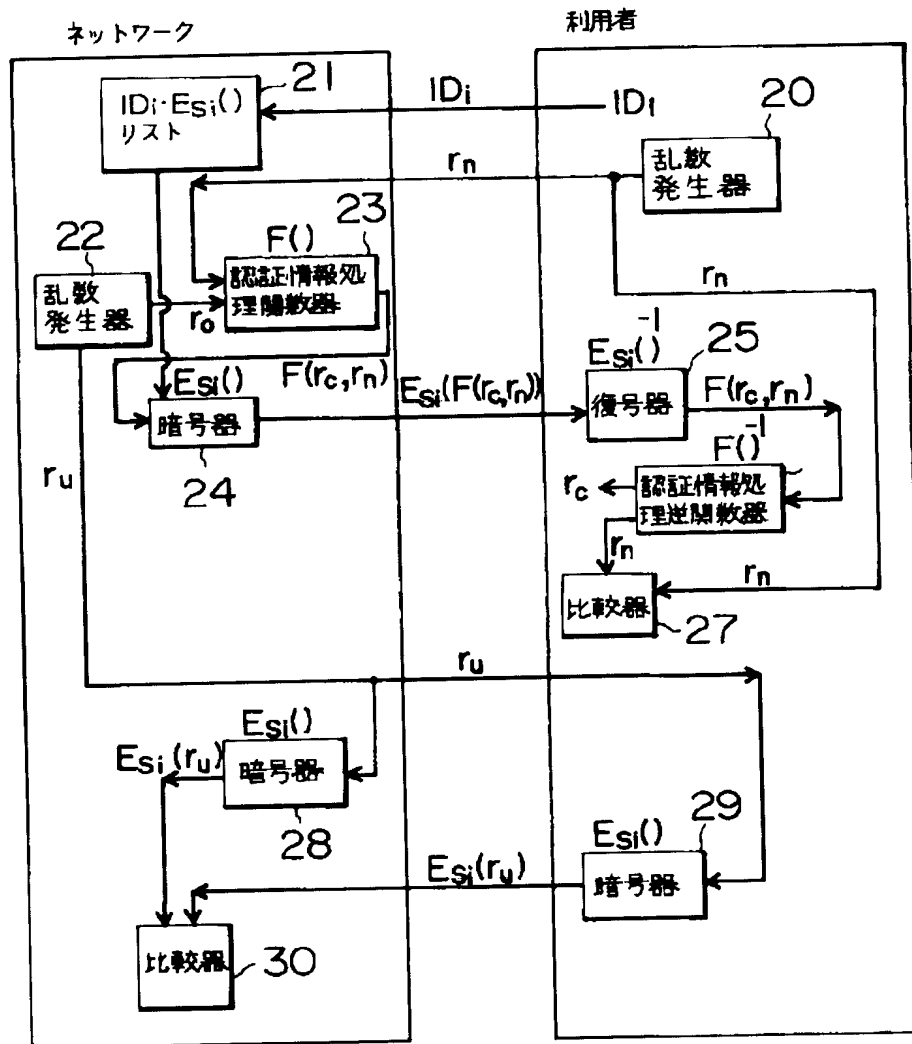 ネットワーク
利用者
21
IDi・ESi()
リスト
IDi
IDi
20
乱数
発生器
rn
rn
22
乱数
発生器
23
F()
認証情報処
理関数器
ro
F(rc,rn)
ESi()
暗号器
24
ESi(F(rc,rn))
ESi()-1
25
復号器
F(rc,rn)
F()-1
認証情報処
理逆関数器
rc
rn
rn
比較器
27
ru
ru
ESi()
暗号器
28
ESi(ru)
ESi()
29
暗号器
ESi(ru)
比較器
30